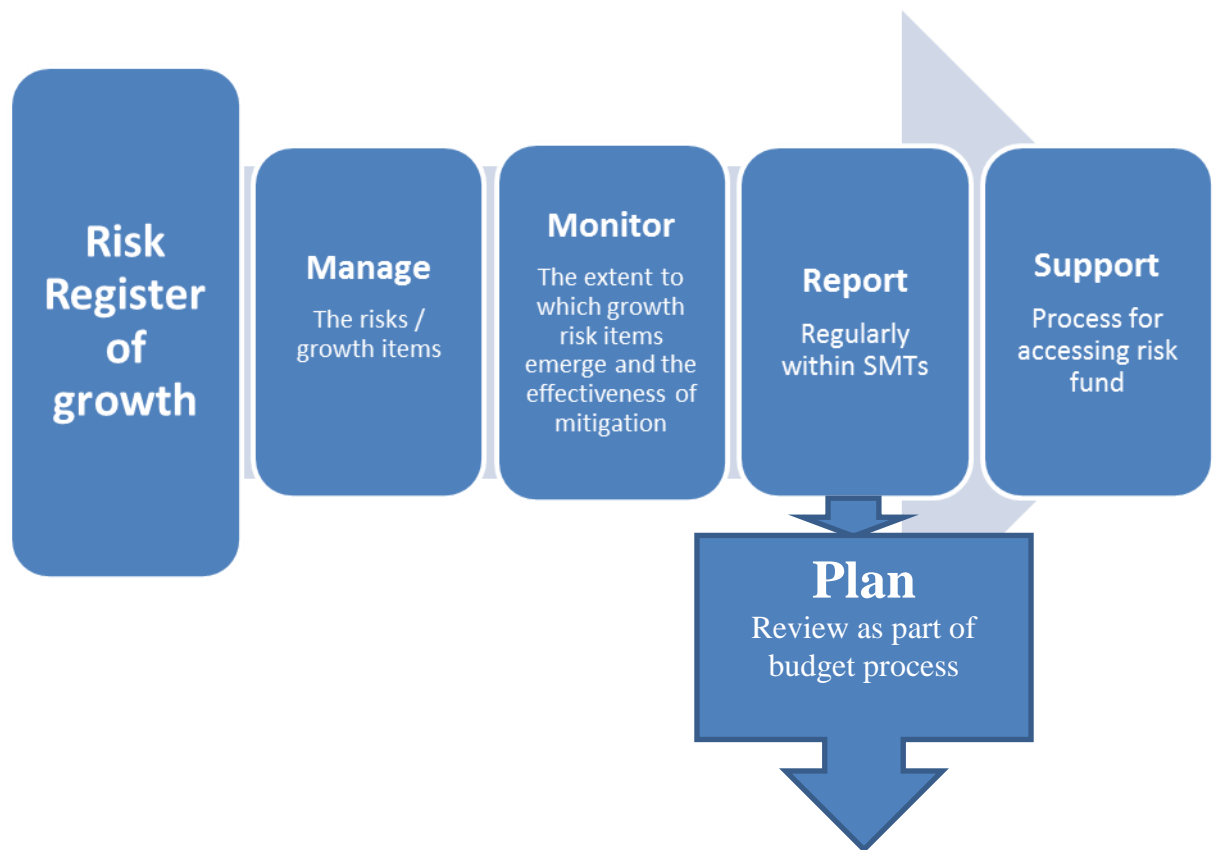 Risk
Register
of
growth
Manage
The risks /
growth items
Monitor
The extent to
which growth
risk items
emerge and the
effectiveness of
mitigation
Report
Regularly
within SMTs
Support
Process for
accessing risk
fund
Plan
Review as part of
budget process